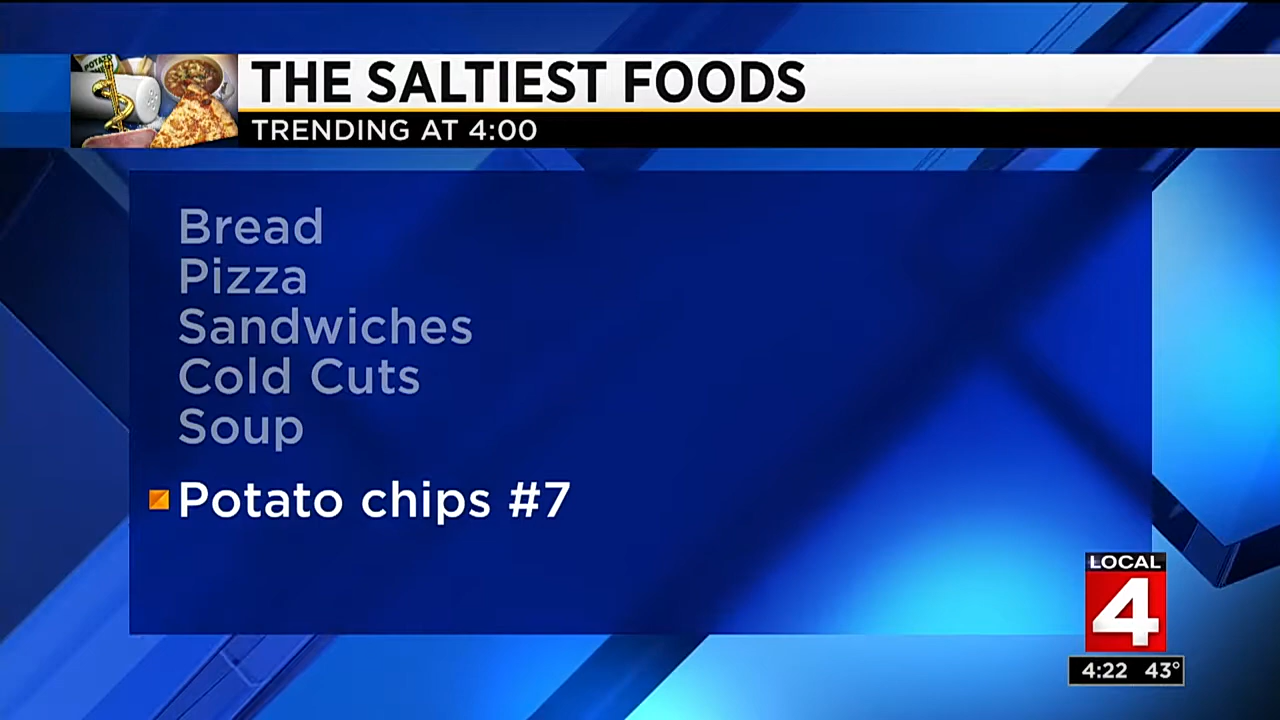 POTATO
THE SALTIEST FOODS
TRENDING AT 4:00
Bread
Pizza
Sandwiches
Cold Cuts
Soup
Potato chips #7
LOCAL
4
4:22 43°